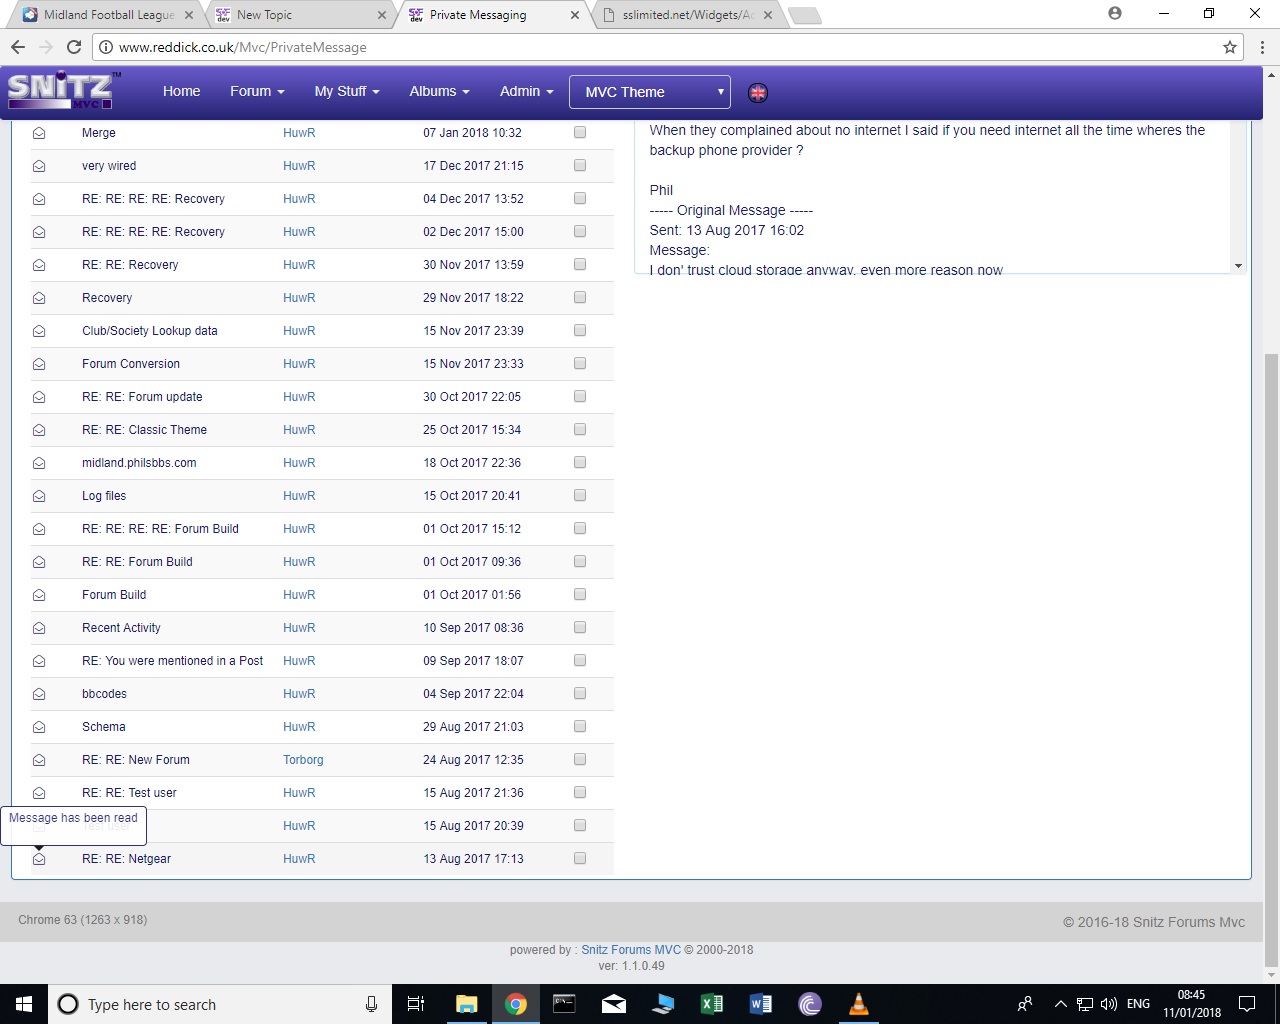 Midland Football League
New Topic
Private Messaging
sslimited.net/Widgets/Ac
www.reddick.co.uk/Mvc/PrivateMessage
SNITZ™ MVC
Home Forum My Stuff Albums Admin MVC Theme
Merge HuwR 07 Jan 2018 10:32
very wired HuwR 17 Dec 2017 21:15
RE: RE: RE: RE: Recovery HuwR 04 Dec 2017 13:52
RE: RE: RE: RE: Recovery HuwR 02 Dec 2017 15:00
RE: RE: Recovery HuwR 30 Nov 2017 13:59
Recovery HuwR 29 Nov 2017 18:22
Club/Society Lookup data HuwR 15 Nov 2017 23:39
Forum Conversion HuwR 15 Nov 2017 23:33
RE: RE: Forum update HuwR 30 Oct 2017 22:05
RE: RE: Classic Theme HuwR 25 Oct 2017 15:34
midland.philsbbs.com HuwR 18 Oct 2017 22:36
Log files HuwR 15 Oct 2017 20:41
RE: RE: RE: RE: Forum Build HuwR 01 Oct 2017 15:12
RE: RE: Forum Build HuwR 01 Oct 2017 09:36
Forum Build HuwR 01 Oct 2017 01:56
Recent Activity HuwR 10 Sep 2017 08:36
RE: You were mentioned in a Post HuwR 09 Sep 2017 18:07
bbcodes HuwR 04 Sep 2017 22:04
Schema HuwR 29 Aug 2017 21:03
RE: RE: New Forum Torborg 24 Aug 2017 12:35
RE: RE: Test user HuwR 15 Aug 2017 21:36
Message has been read
Test user HuwR 15 Aug 2017 20:39
RE: RE: Netgear HuwR 13 Aug 2017 17:13
When they complained about no internet I said if you need internet all the time wheres the
backup phone provider ?
Phil
----- Original Message -----
Sent: 13 Aug 2017 16:02
Message:
I don' trust cloud storage anyway, even more reason now
Chrome 63 (1263 x 918)
© 2016-18 Snitz Forums Mvc
powered by : Snitz Forums MVC © 2000-2018
ver: 1.1.0.49
Type here to search
ENG
08:45
11/01/2018